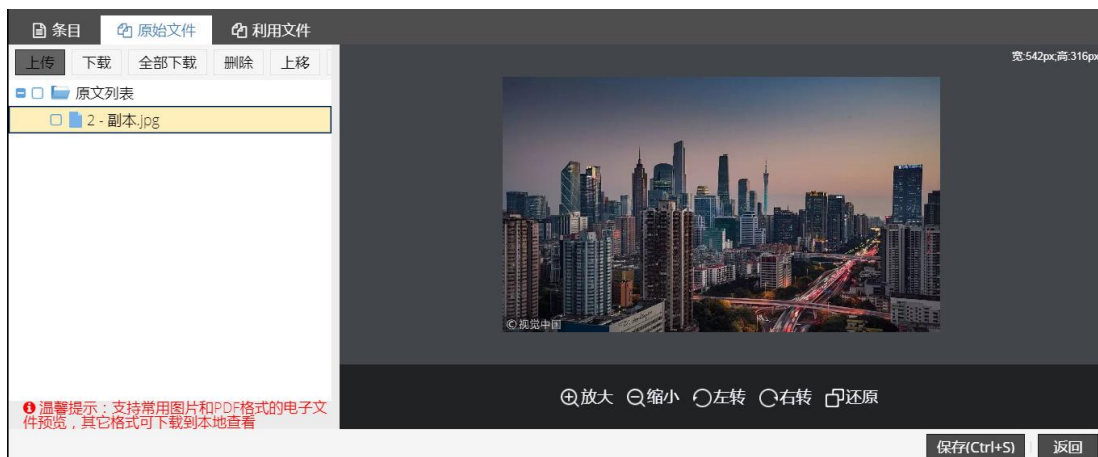 条目 原始文件 利用文件
上传 下载 全部下载 删除 上移
宽:542px;高:316px
原文列表
2 - 副本.jpg
©视觉中国
放大 缩小 左转 右转 还原
温馨提示：支持常用图片和PDF格式的电子文
件预览，其它格式可下载到本地查看
保存(Ctrl+S) 返回